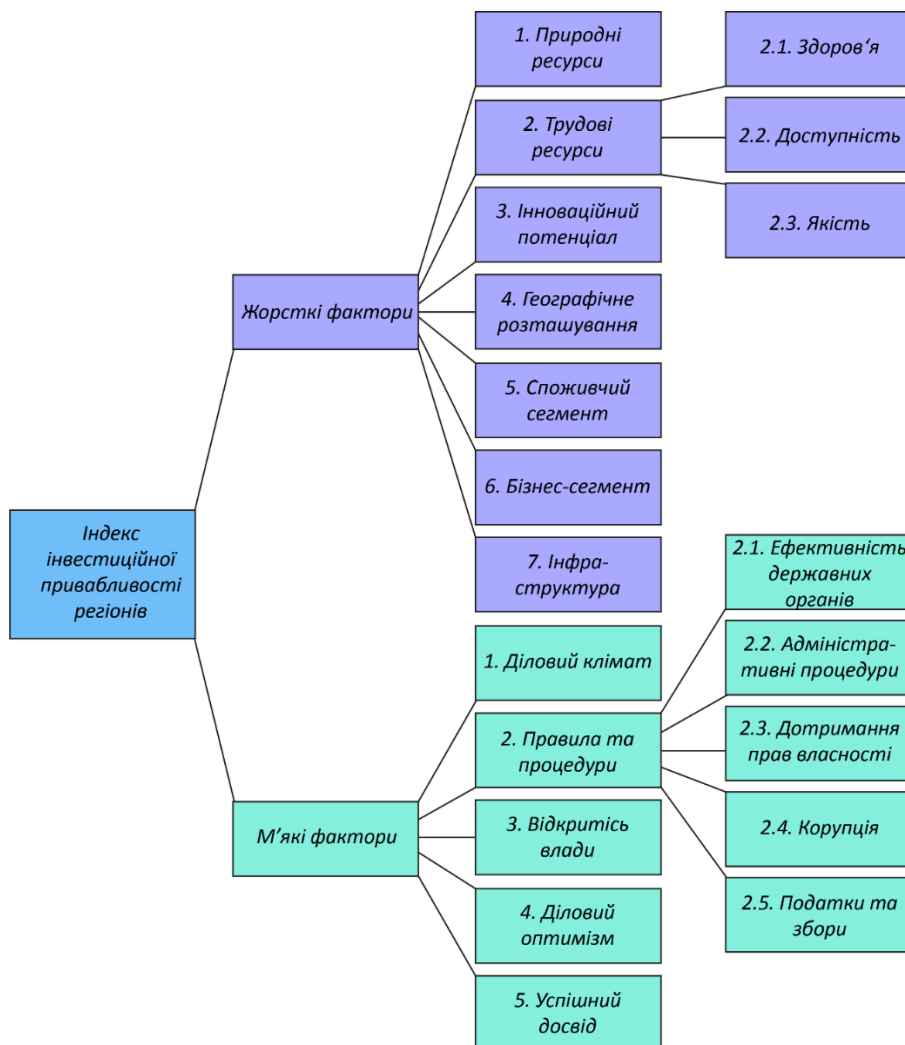 1. Природні
ресурси
2. Трудові
ресурси
3. Інноваційний
потенціал
4. Географічне
розташування
5. Споживчий
сегмент
6. Бізнес-сегмент
7. Інфра-
структура
2.1. Здоров‘я
2.2. Доступність
2.3. Якість
Жорсткі фактори
Індекс
інвестиційної
привабливості
регіонів
М’які фактори
1. Діловий клімат
2. Правила та
процедури
3. Відкритісь
влади
4. Діловий
оптимізм
5. Успішний
досвід
2.1. Ефективність
державних
органів
2.2. Адміністра-
тивні процедури
2.3. Дотримання
прав власності
2.4. Корупція
2.5. Податки та
збори